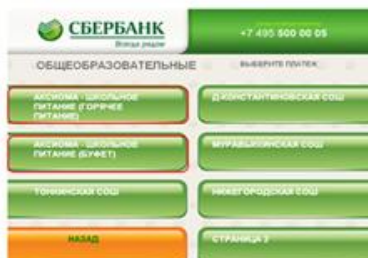 СБЕРБАНК
Всегда рядом
+7 495 500 00 05
ОБЩЕОБРАЗОВАТЕЛЬНЫЕ
ВЫБЕРИТЕ ПЛАТЕЖ
АКСИОМА - ШКОЛЬНОЕ
ПИТАНИЕ (ГОРЯЧЕЕ
ПИТАНИЕ)
Д-КОНСТАНТИНОВСКАЯ СОШ
АКСИОМА - ШКОЛЬНОЕ
ПИТАНИЕ (БУФЕТ)
МУРАВЬИХИНСКАЯ СОШ
ТОНКИНСКАЯ СОШ
НИЖЕГОРОДСКАЯ СОШ
НАЗАД
СТРАНИЦА 2